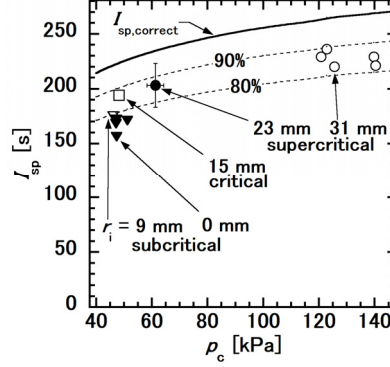 I_sp,correct
300
250
200
150
100
50
0
90%
80%
23 mm
supercritical
31 mm
15 mm
critical
r_i = 9 mm
subcritical
0 mm
I_sp [s]
40 60 80 100 120 140
p_c [kPa]